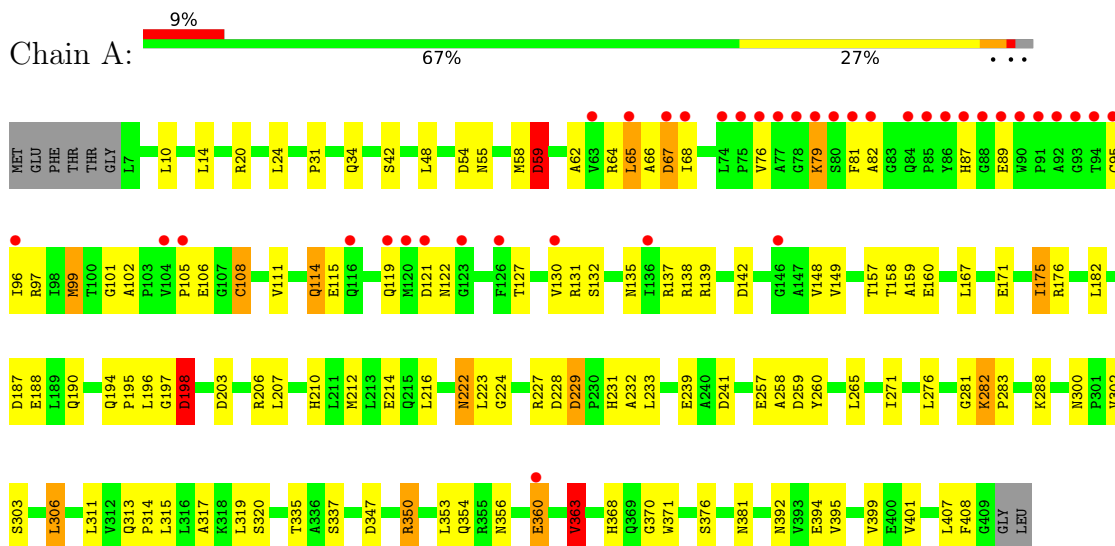 9%
Chain A:
67% 27% • • •
MET GLU PHE THR THR GLY L7 L10 L14 R20 L24 P31 Q34 S42 L48 D54 N55 M58 D59 A62 V63 R64 L65 A66 D67 I68 L74 P75 V76 A77 G78 K79 S80 F81 A82 G83 Q84 P85 Y86 H87 G88 E89 W90 P91 A92 G93 T94
I96 R97 I98 M99 T100 G101 A102 P103 V104 P105 E106 G107 C108 V111 Q114 E115 Q116 Q119 M120 D121 N122 G123 F126 T127 V130 R131 S132 N135 I136 R137 R138 R139 D142 G146 A147 V148 V149 T157 T158 A159 E160 L167 E171 I175 R176 L182
D187 E188 L189 Q190 Q194 P195 L196 G197 D198 D203 R206 L207 H210 L211 M212 L213 E214 Q215 L216 N222 L223 G224 R227 D228 D229 P230 H231 A232 L233 E239 A240 D241 E257 A258 D259 Y260 L265 I271 L276 G281 K282 P283 K288 N300 P301
S303 L306 L311 V312 Q313 P314 L315 L316 A317 K318 L319 S320 T335 A336 S337 D347 R350 L353 Q354 R355 N356 E360 V363 H368 Q369 G370 W371 S376 N381 N392 V393 E394 V395 V399 E400 V401 L407 F408 G409 GLY LEU